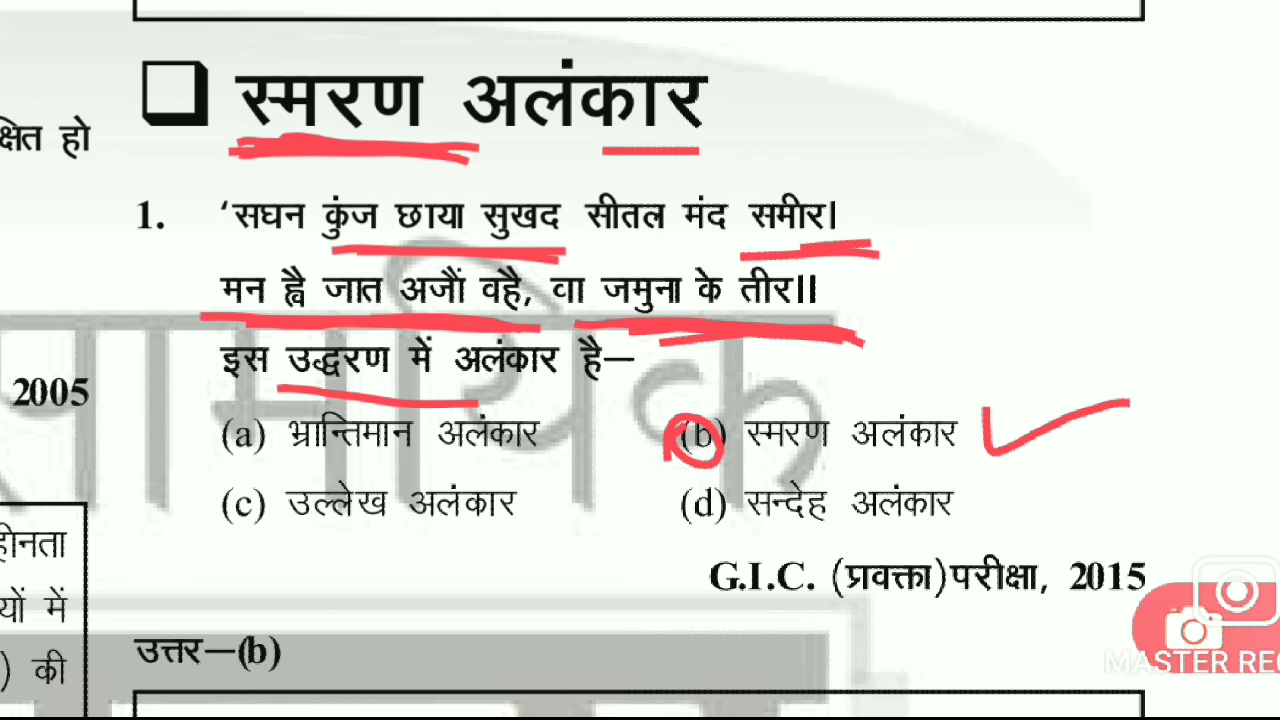 ❑ स्मरण अलंकार
क्षित हो
1. ‘सघन कुंज छाया सुखद सीतल मंद समीर।
मन ह्वै जात अजौं वहै, वा जमुना के तीर॥
इस उद्धरण में अलंकार है—
2005
(a) भ्रान्तिमान अलंकार (b) स्मरण अलंकार
(c) उल्लेख अलंकार (d) सन्देह अलंकार
हीनता
G.I.C. (प्रवक्ता)परीक्षा, 2015
यों में
उत्तर—(b)
) की
MASTER REC